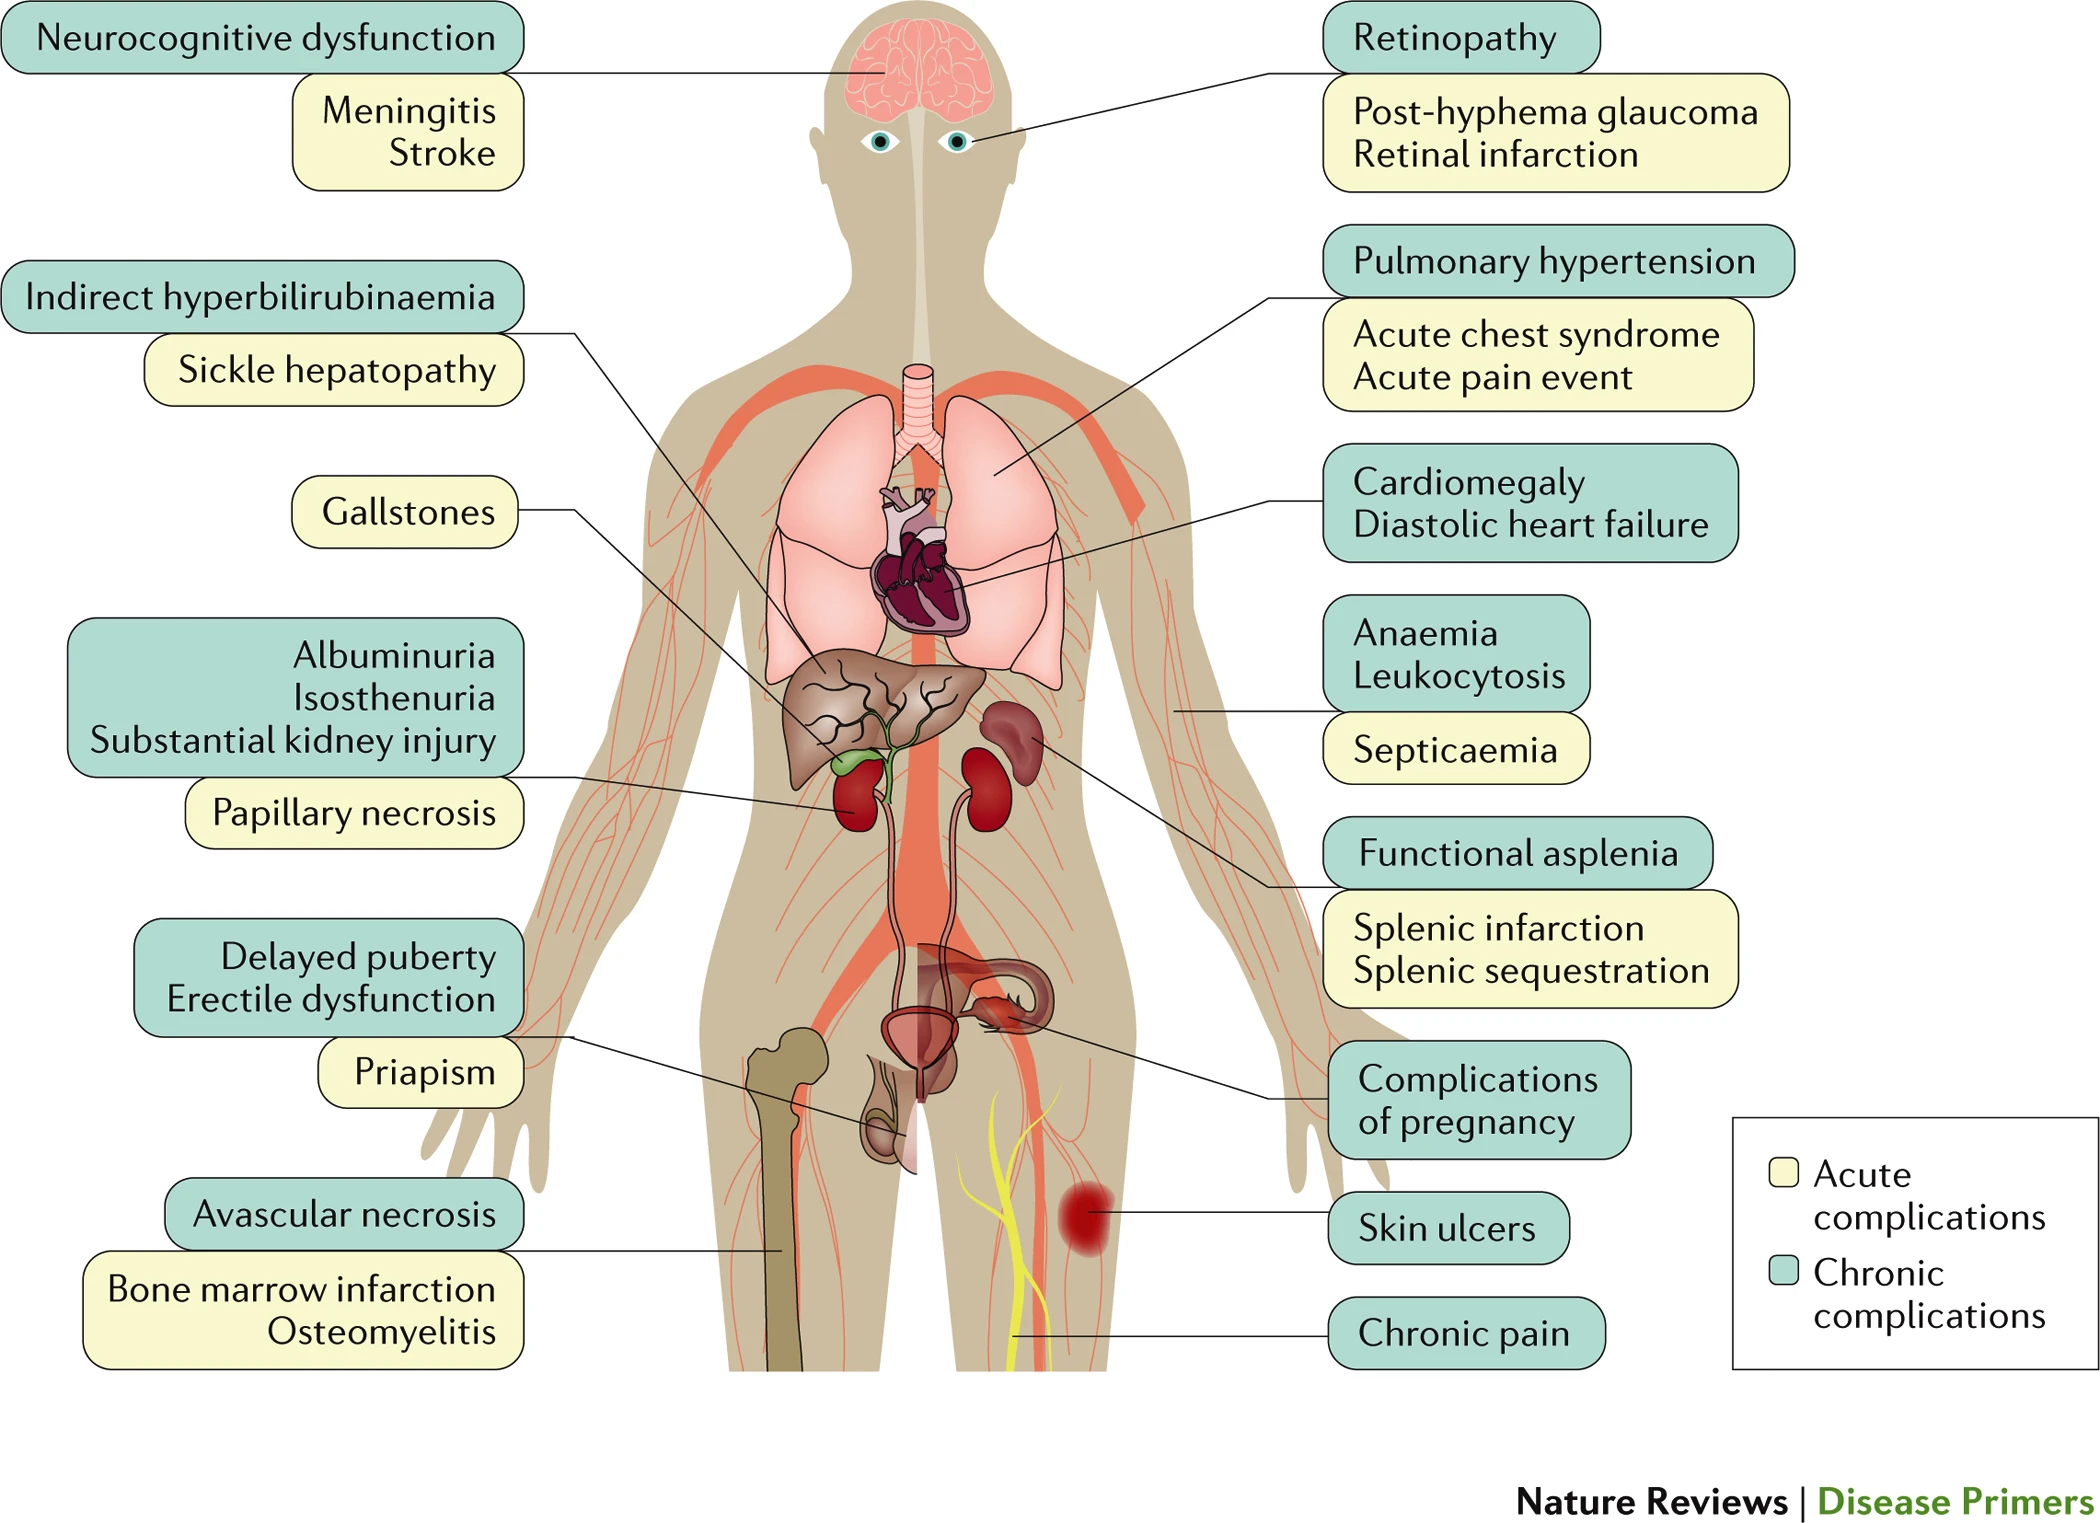 Neurocognitive dysfunction
Meningitis
Stroke
Indirect hyperbilirubinaemia
Sickle hepatopathy
Gallstones
Albuminuria
Isosthenuria
Substantial kidney injury
Papillary necrosis
Delayed puberty
Erectile dysfunction
Priapism
Avascular necrosis
Bone marrow infarction
Osteomyelitis
Retinopathy
Post-hyphema glaucoma
Retinal infarction
Pulmonary hypertension
Acute chest syndrome
Acute pain event
Cardiomegaly
Diastolic heart failure
Anaemia
Leukocytosis
Septicaemia
Functional asplenia
Splenic infarction
Splenic sequestration
Complications
of pregnancy
Skin ulcers
Chronic pain
Acute
complications
Chronic
complications
Nature Reviews | Disease Primers